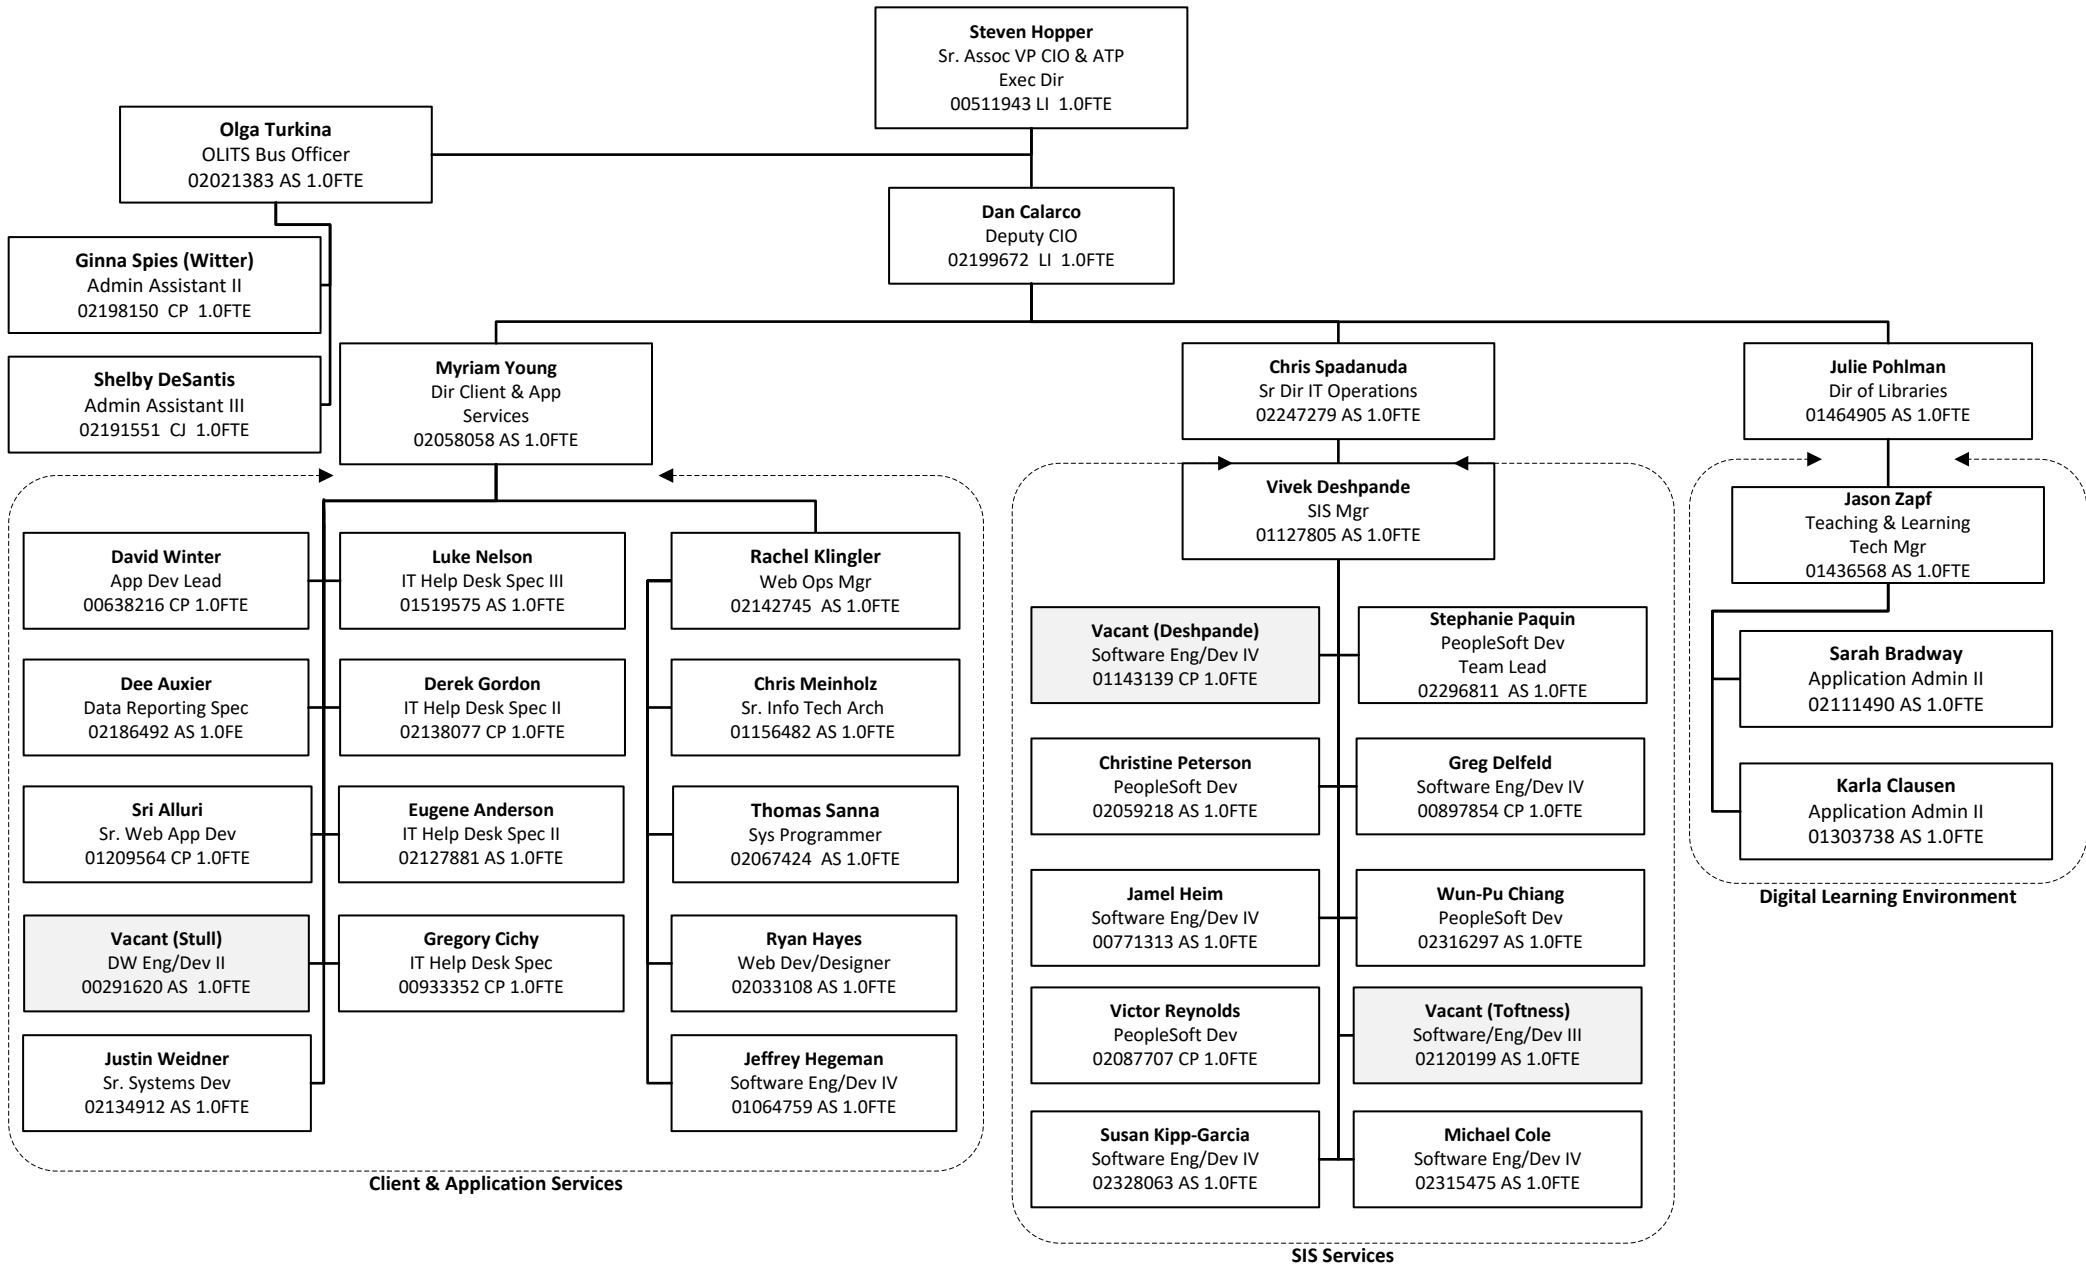 Steven Hopper
Sr. Assoc VP CIO & ATP
Exec Dir
00511943 LI 1.0FTE
Olga Turkina
OLITS Bus Officer
02021383 AS 1.0FTE
Dan Calarco
Deputy CIO
02199672 LI 1.0FTE
Ginna Spies (Witter)
Admin Assistant II
02198150 CP 1.0FTE
Shelby DeSantis
Admin Assistant III
02191551 CJ 1.0FTE
Myriam Young
Dir Client & App
Services
02058058 AS 1.0FTE
Chris Spadanuda
Sr Dir IT Operations
02247279 AS 1.0FTE
Julie Pohlman
Dir of Libraries
01464905 AS 1.0FTE
David Winter
App Dev Lead
00638216 CP 1.0FTE
Luke Nelson
IT Help Desk Spec III
01519575 AS 1.0FTE
Rachel Klingler
Web Ops Mgr
02142745 AS 1.0FTE
Dee Auxier
Data Reporting Spec
02186492 AS 1.0FE
Derek Gordon
IT Help Desk Spec II
02138077 CP 1.0FTE
Chris Meinholz
Sr. Info Tech Arch
01156482 AS 1.0FTE
Sri Alluri
Sr. Web App Dev
01209564 CP 1.0FTE
Eugene Anderson
IT Help Desk Spec II
02127881 AS 1.0FTE
Thomas Sanna
Sys Programmer
02067424 AS 1.0FTE
Vacant (Stull)
DW Eng/Dev II
00291620 AS 1.0FTE
Gregory Cichy
IT Help Desk Spec
00933352 CP 1.0FTE
Ryan Hayes
Web Dev/Designer
02033108 AS 1.0FTE
Justin Weidner
Sr. Systems Dev
02134912 AS 1.0FTE
Jeffrey Hegeman
Software Eng/Dev IV
01064759 AS 1.0FTE
Client & Application Services
Vivek Deshpande
SIS Mgr
01127805 AS 1.0FTE
Vacant (Deshpande)
Software Eng/Dev IV
01143139 CP 1.0FTE
Stephanie Paquin
PeopleSoft Dev
Team Lead
02296811 AS 1.0FTE
Christine Peterson
PeopleSoft Dev
02059218 AS 1.0FTE
Greg Delfeld
Software Eng/Dev IV
00897854 CP 1.0FTE
Jamel Heim
Software Eng/Dev IV
00771313 AS 1.0FTE
Wun-Pu Chiang
PeopleSoft Dev
02316297 AS 1.0FTE
Victor Reynolds
PeopleSoft Dev
02087707 CP 1.0FTE
Vacant (Toftness)
Software/Eng/Dev III
02120199 AS 1.0FTE
Susan Kipp-Garcia
Software Eng/Dev IV
02328063 AS 1.0FTE
Michael Cole
Software Eng/Dev IV
02315475 AS 1.0FTE
SIS Services
Jason Zapf
Teaching & Learning
Tech Mgr
01436568 AS 1.0FTE
Sarah Bradway
Application Admin II
02111490 AS 1.0FTE
Karla Clausen
Application Admin II
01303738 AS 1.0FTE
Digital Learning Environment